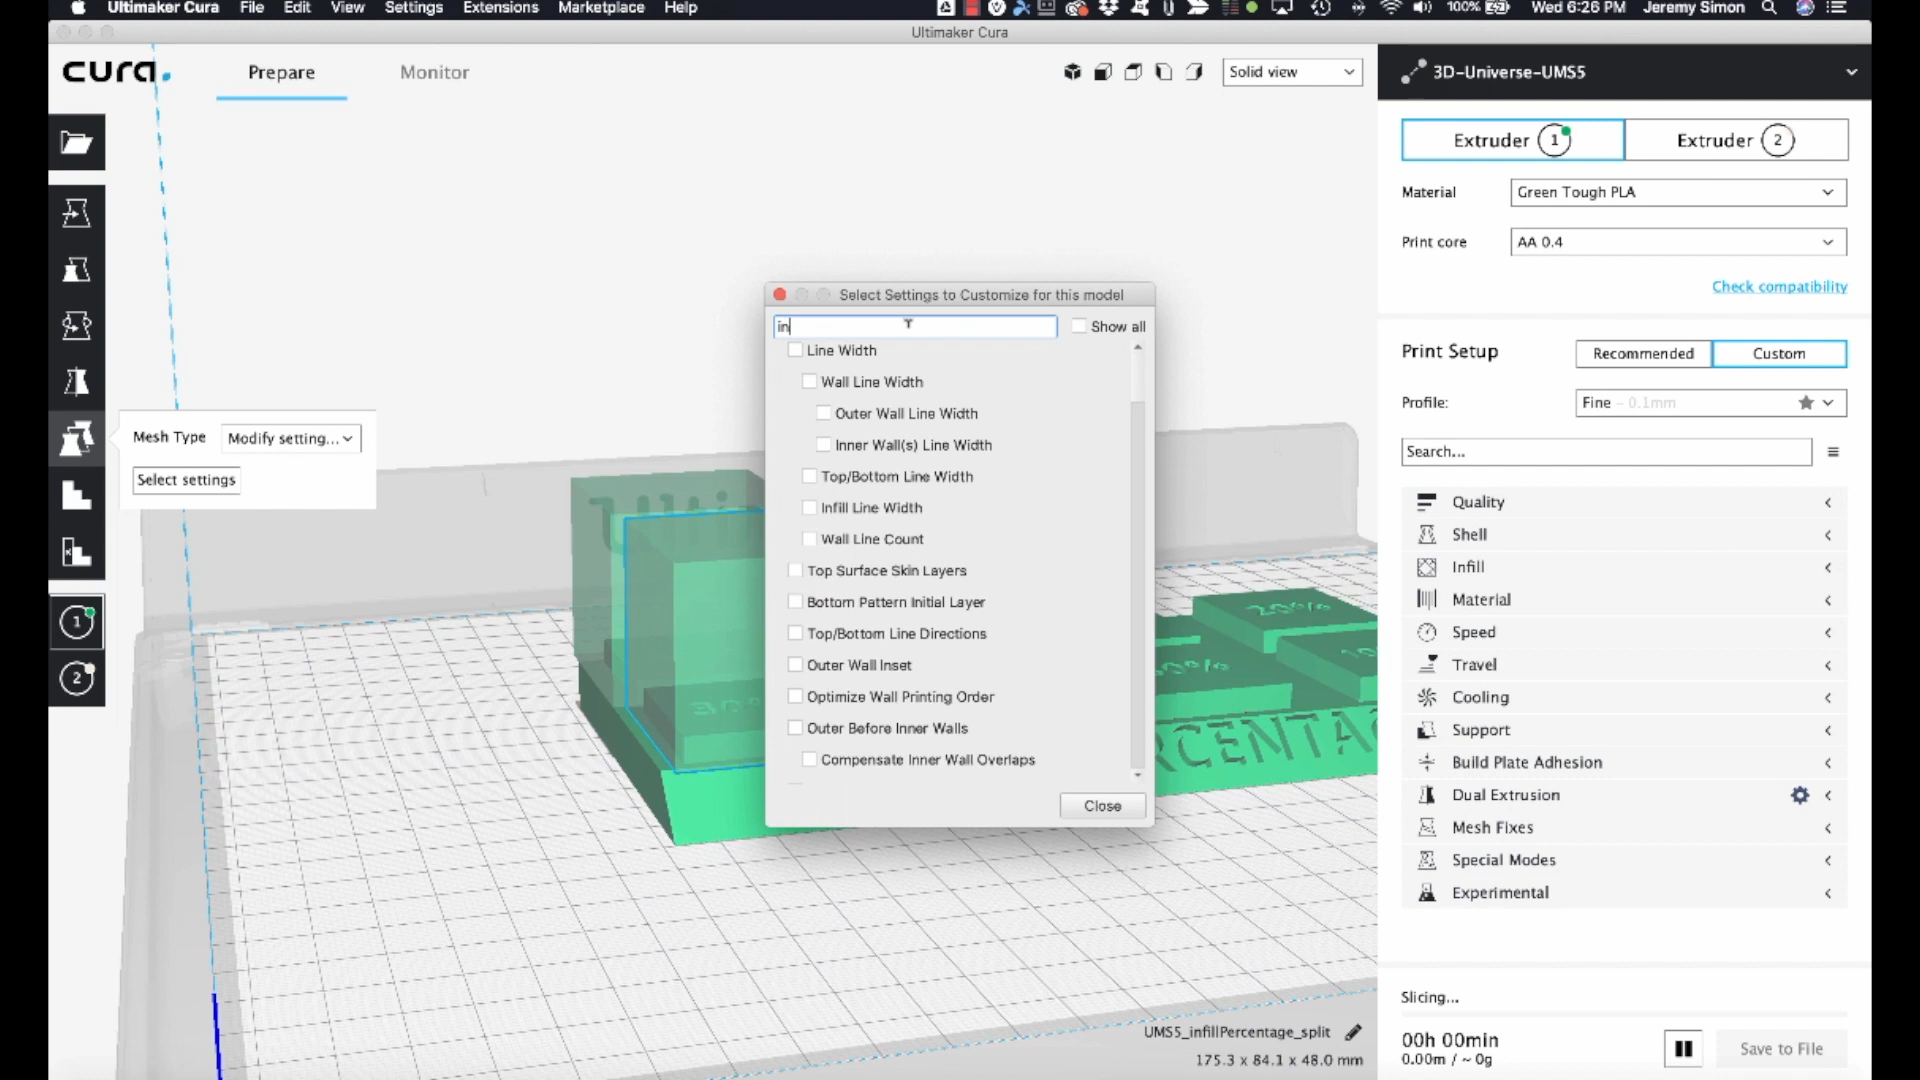 Ultimaker Cura File Edit View Settings Extensions Marketplace Help 100% Wed 6:26 PM Jeremy Simon
Ultimaker Cura
cura.
Prepare
Monitor
Solid view
3D-Universe-UMS5
Extruder 1
Extruder 2
Material
Green Tough PLA
Print core
AA 0.4
Check compatibility
Print Setup
Recommended
Custom
Profile:
Fine – 0.1mm
Search...
Quality
Shell
Infill
Material
Speed
Travel
Cooling
Support
Build Plate Adhesion
Dual Extrusion
Mesh Fixes
Special Modes
Experimental
Slicing...
00h 00min
0.00m / ~ 0g
Save to File
Mesh Type
Modify setting...
Select settings
1
2
Select Settings to Customize for this model
in
Show all
Line Width
Wall Line Width
Outer Wall Line Width
Inner Wall(s) Line Width
Top/Bottom Line Width
Infill Line Width
Wall Line Count
Top Surface Skin Layers
Bottom Pattern Initial Layer
Top/Bottom Line Directions
Outer Wall Inset
Optimize Wall Printing Order
Outer Before Inner Walls
Compensate Inner Wall Overlaps
Close
20%
UMS5_infillPercentage_split
175.3 x 84.1 x 48.0 mm